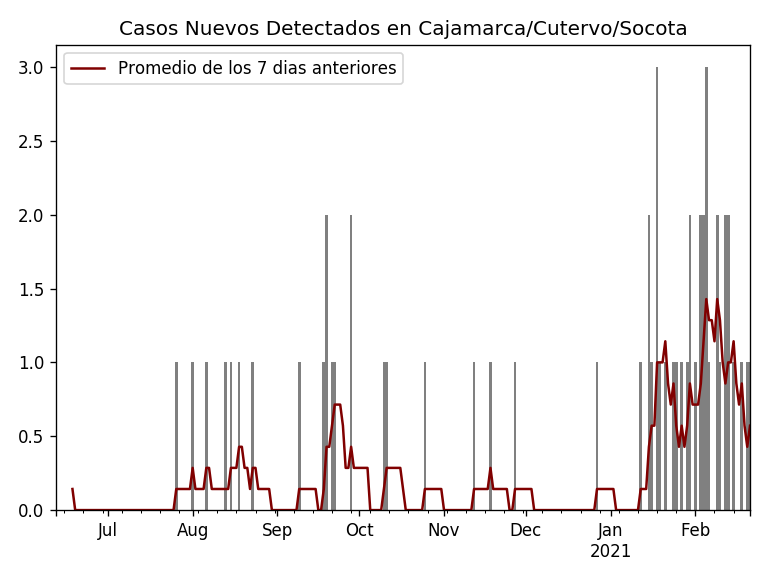 Casos Nuevos Detectados en Cajamarca/Cutervo/Socota
Promedio de los 7 dias anteriores
3.0
2.5
2.0
1.5
1.0
0.5
0.0
Jul Aug Sep Oct Nov Dec Jan Feb
2021